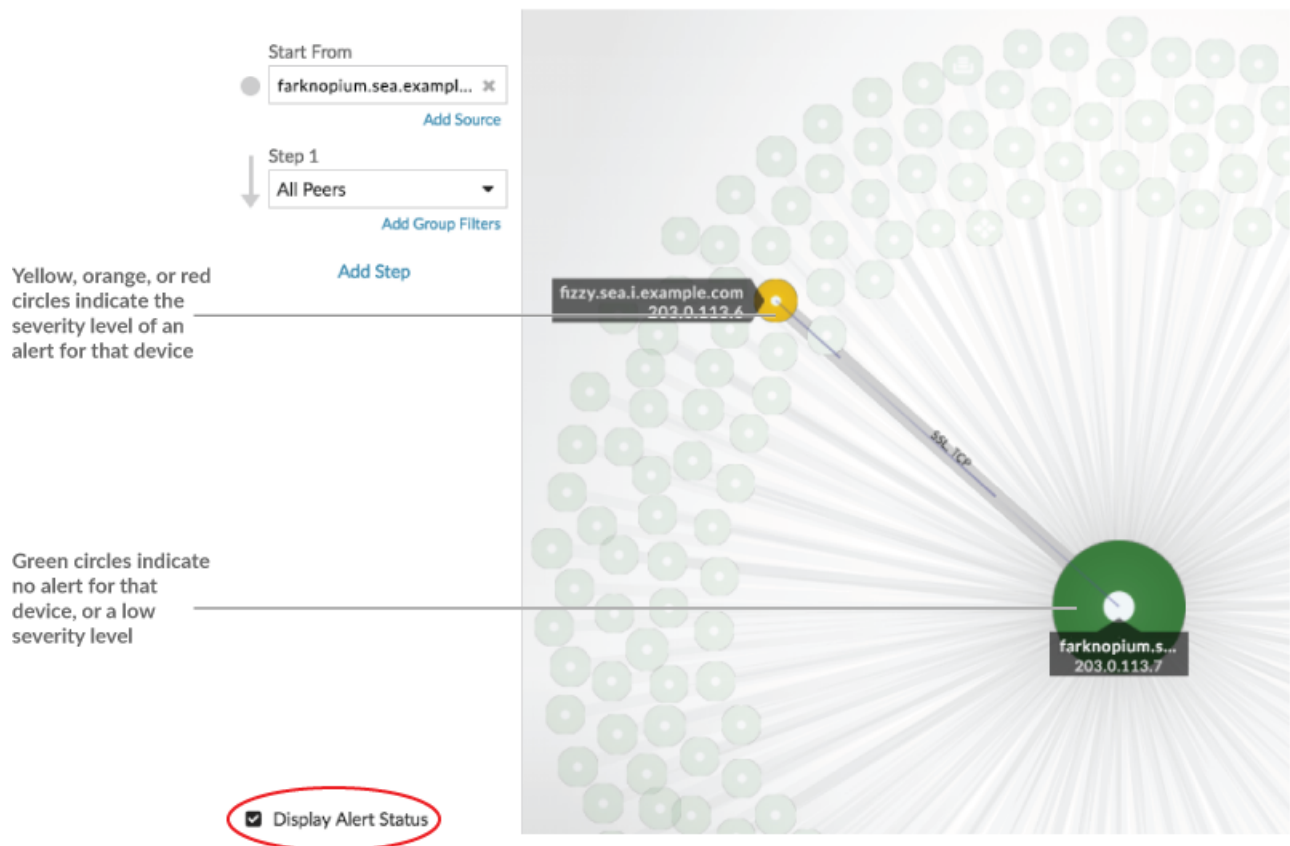 Start From
farknopium.sea.exampl... ×
Add Source
Step 1
All Peers
Add Group Filters
Add Step
Yellow, orange, or red
circles indicate the
severity level of an
alert for that device
fizzy.sea.i.example.com
203.0.113.6
SSL, TCP
Green circles indicate
no alert for that
device, or a low
severity level
farknopium.s...
203.0.113.7
Display Alert Status